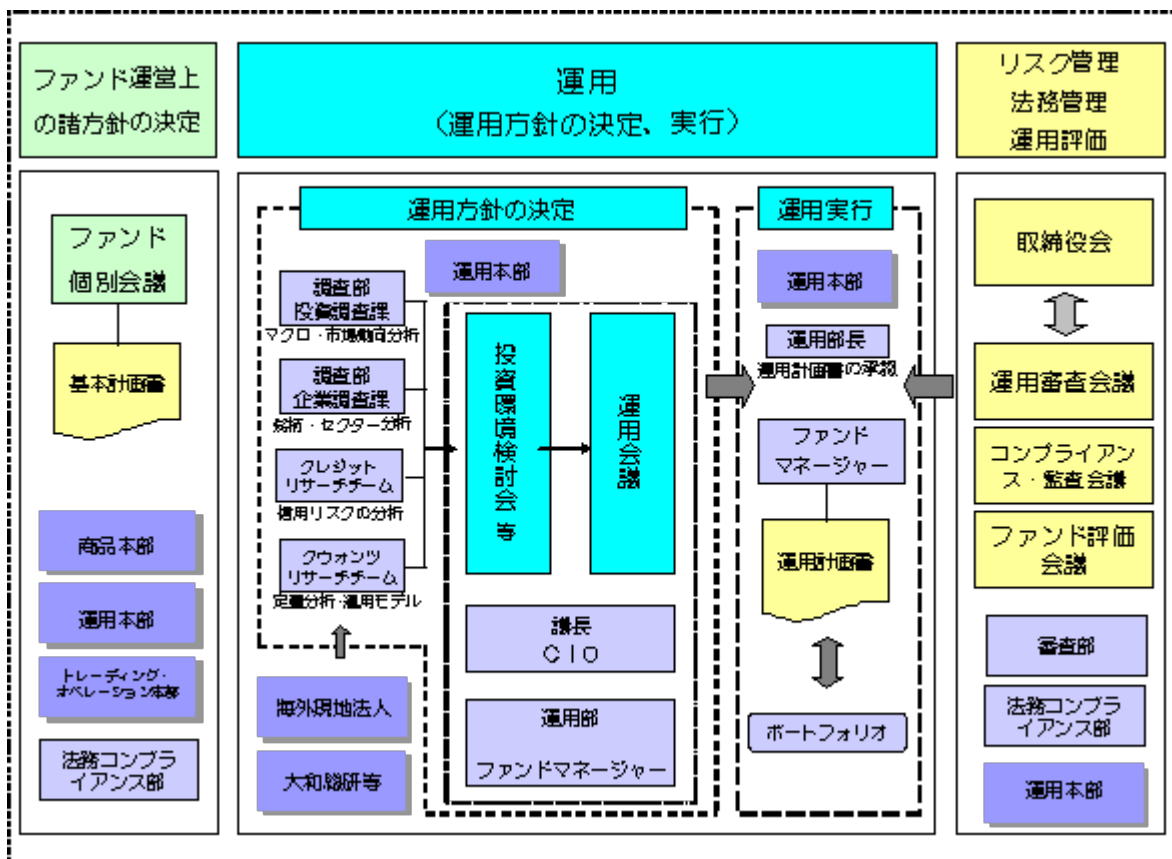 ファンド運営上
の諸方針の決定
運用
(運用方針の決定、実行)
リスク管理
法務管理
運用評価
ファンド
個別会議
基本計画書
商品本部
運用本部
トレーディング・
オペレーション本部
法務コンプラ
イアンス部
運用方針の決定
運用本部
調査部
投資調査課
マクロ・市場動向分析
調査部
企業調査課
銘柄・セクター分析
クレジット
リサーチチーム
信用リスクの分析
クウォンツ
リサーチチーム
定量分析・運用モデル
海外現地法人
大和総研等
投資環境検討会 等
運用会議
議長
CIO
運用部
ファンドマネージャー
運用実行
運用本部
運用部長
運用計画書の承認
ファンド
マネージャー
運用計画書
ポートフォリオ
取締役会
運用審査会議
コンプライアン
ス・監査会議
ファンド評価
会議
審査部
法務コンプラ
イアンス部
運用本部